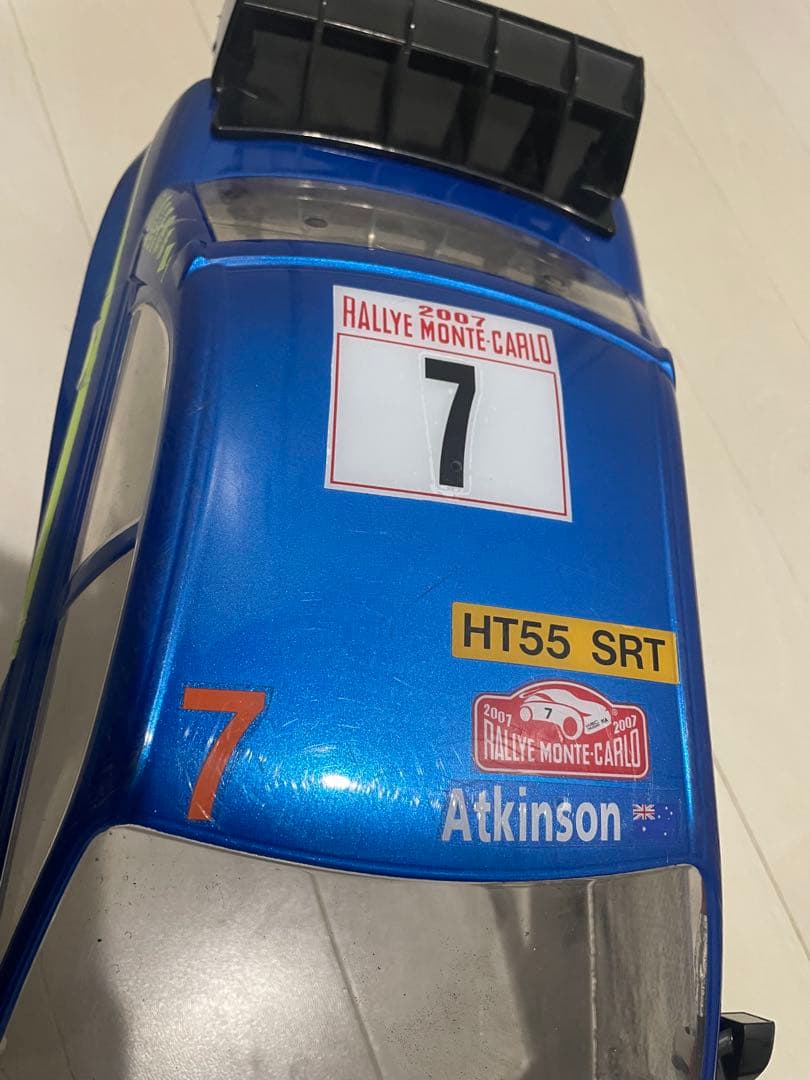 2007
RALLYE MONTE-CARLO
7
HT55 SRT
7
2007 7 2007
RALLYE MONTE-CARLO
Atkinson